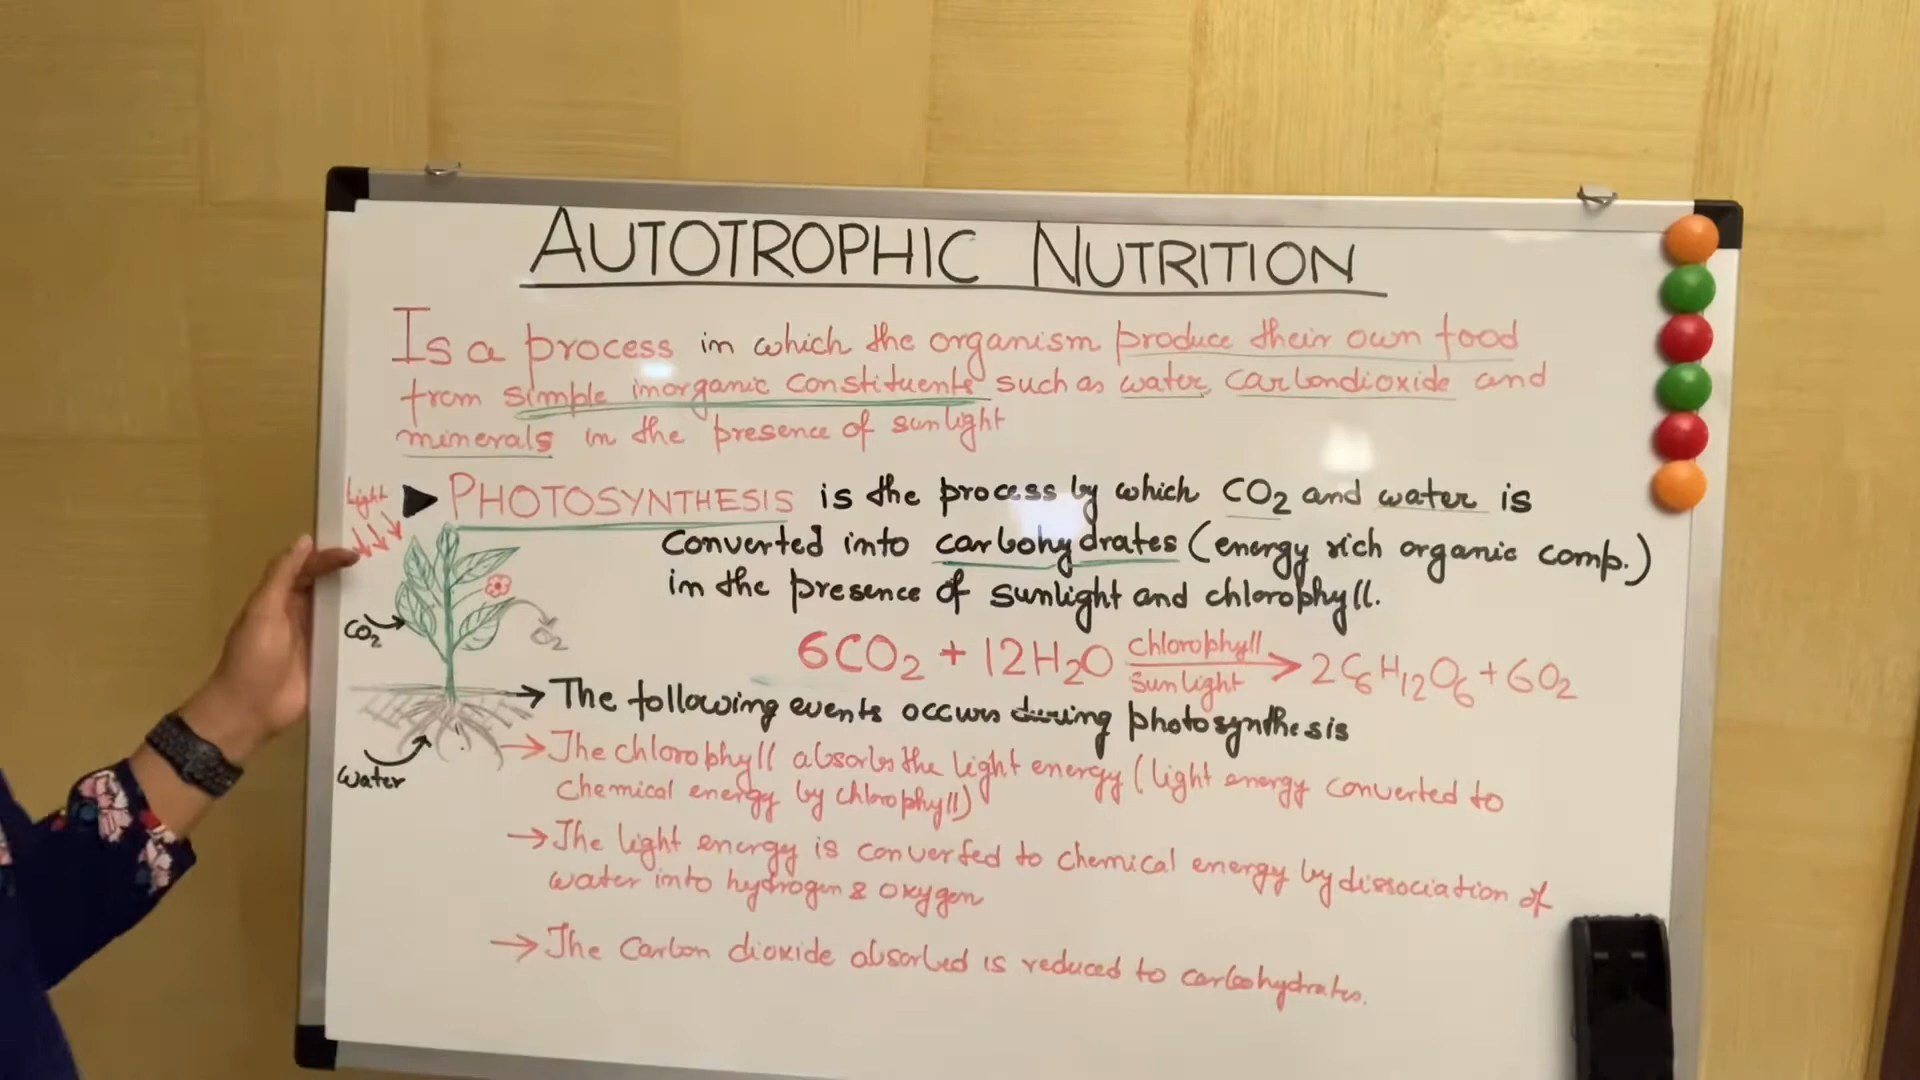 AUTOTROPHIC NUTRITION
Is a process in which the organism produce their own food
from simple inorganic constituents such as water, carbondioxide and
minerals in the presence of sunlight
Light
PHOTOSYNTHESIS is the process by which CO2 and water is
converted into carbohydrates (energy rich organic comp.)
in the presence of sunlight and chlorophyll.
CO2
O2
6CO2 + 12H2O chlorophyll sunlight → 2C6H12O6 + 6O2
→ The following events occurs during photosynthesis
Water
→ The chlorophyll absorbs the light energy (light energy converted to
chemical energy by chlorophyll)
→ The light energy is converted to chemical energy by dissociation of
water into hydrogen & oxygen
→ The Carbon dioxide absorbed is reduced to carbohydrates.